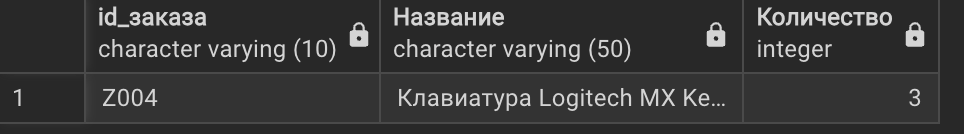 id_заказа
character varying (10)
Название
character varying (50)
Количество
integer
1
Z004
Клавиатура Logitech MX Ke...
3